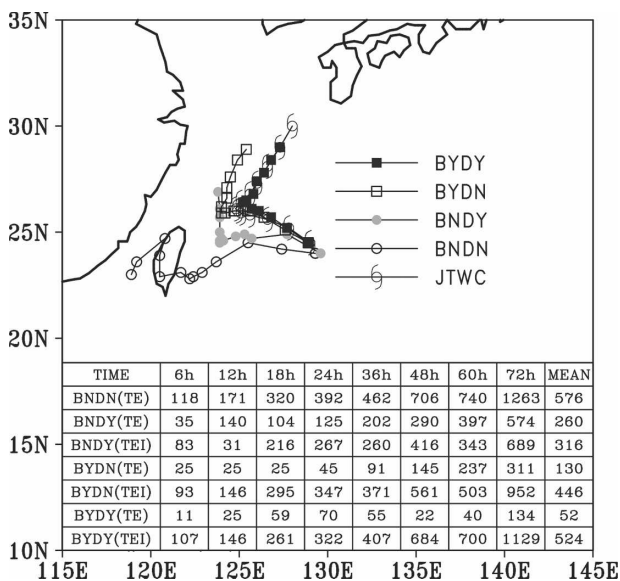 35N
30N
BYDY
BYDN
25N
BNDY
BNDN
JTWC
20N
TIME 6h 12h 18h 24h 36h 48h 60h 72h MEAN
BNDN(TE) 118 171 320 392 462 706 740 1263 576
BNDY(TE) 35 140 104 125 202 290 397 574 260
BNDY(TEI) 83 31 216 267 260 416 343 689 316
15N
BYDN(TE) 25 25 25 45 91 145 237 311 130
BYDN(TEI) 93 146 295 347 371 561 503 952 446
BYDY(TE) 11 25 59 70 55 22 40 134 52
BYDY(TEI) 107 146 261 322 407 684 700 1129 524
10N
115E 120E 125E 130E 135E 140E 145E